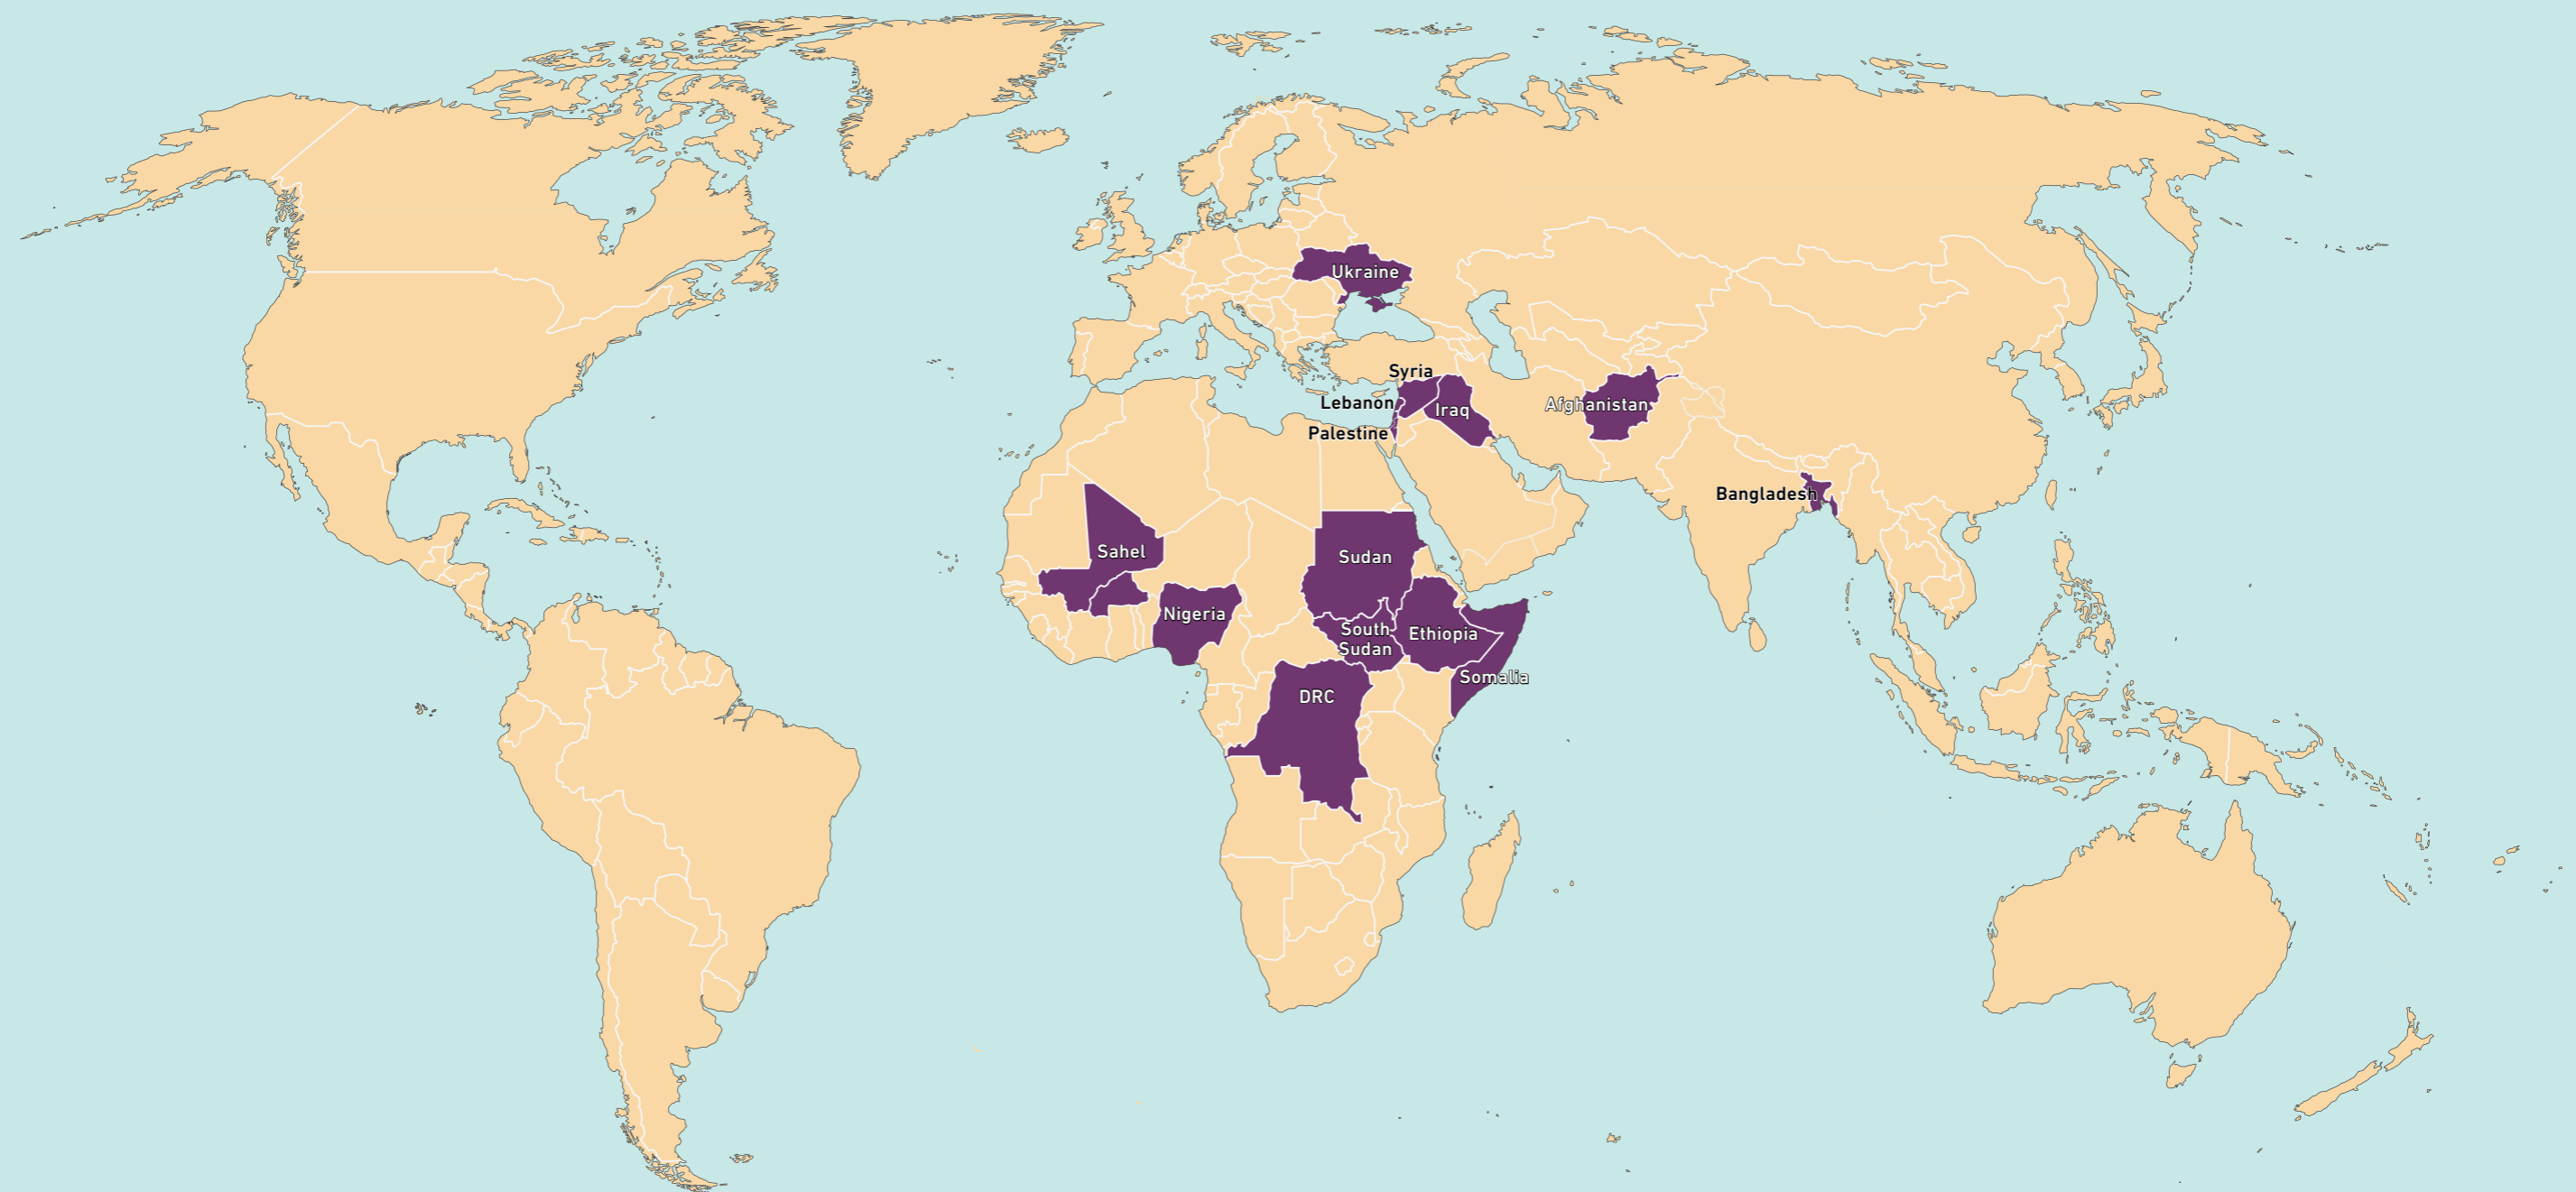 Ukraine
Syria
Lebanon
Iraq
Afghanistan
Palestine
Bangladesh
Sahel
Sudan
Nigeria
South
Sudan
Ethiopia
Somalia
DRC